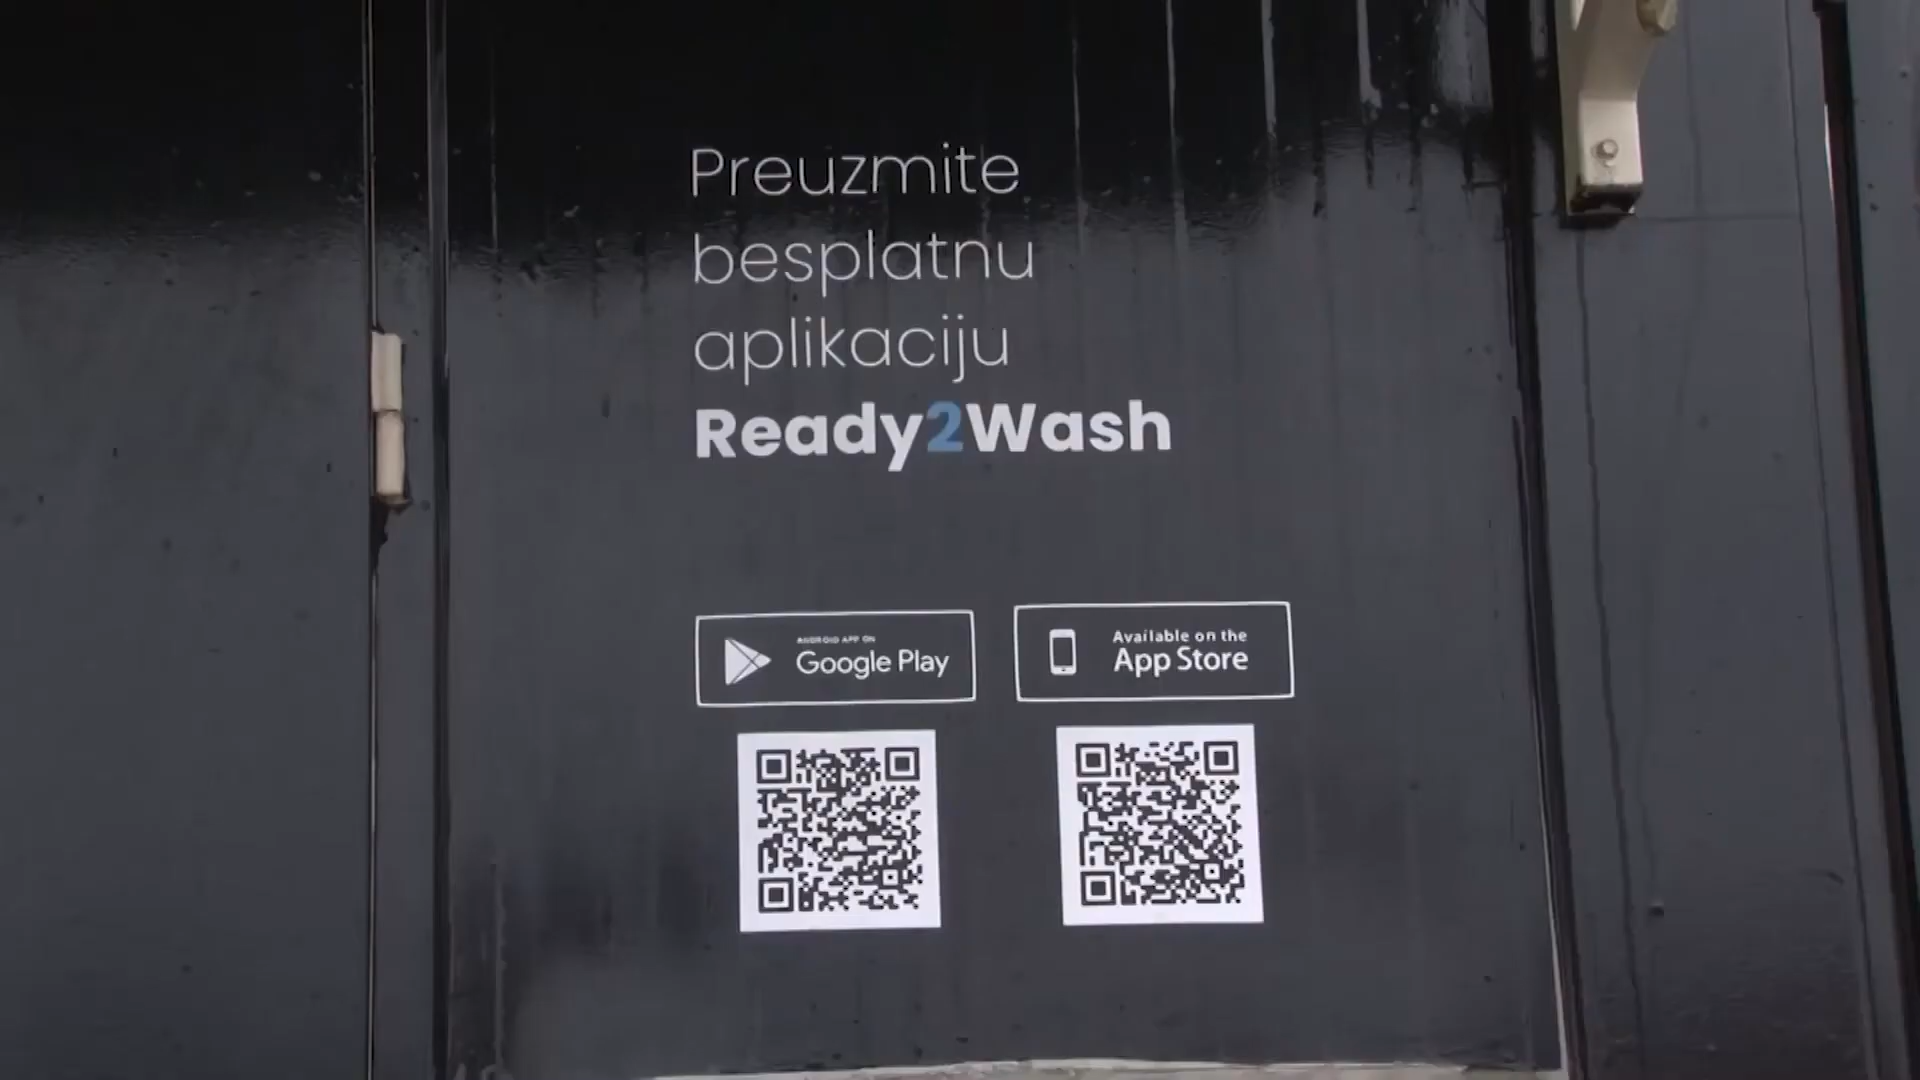 Preuzmite
besplatnu
aplikaciju
Ready2Wash
ANDROID APP ON
Google Play
Available on the
App Store